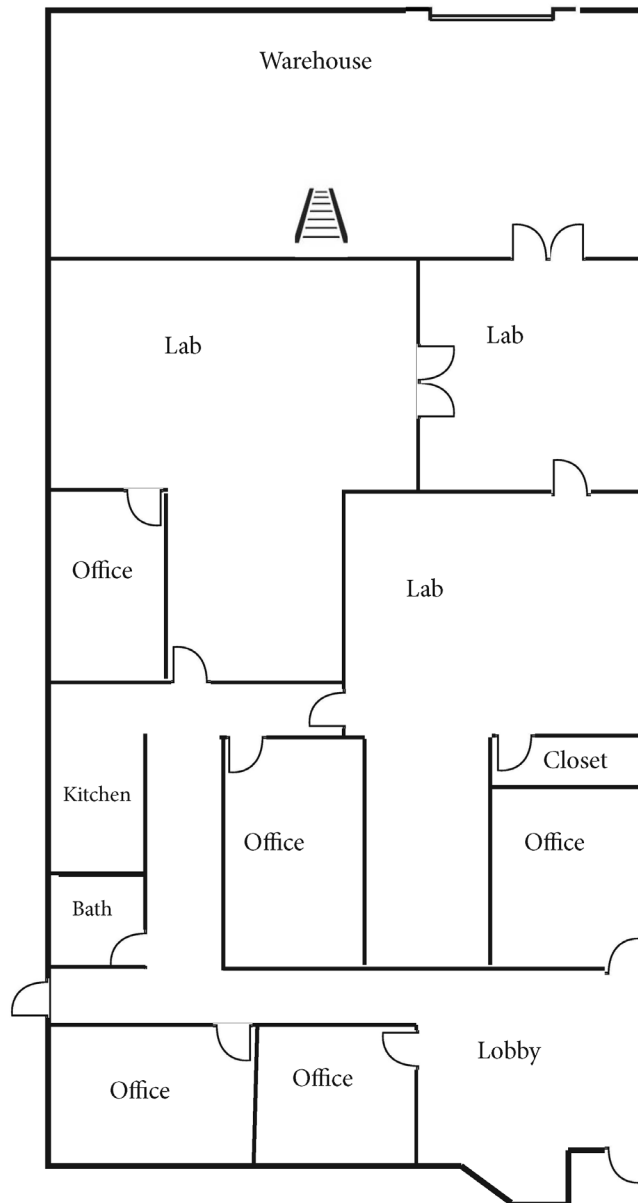 Warehouse
Lab
Lab
Office
Lab
Closet
Kitchen
Office
Office
Bath
Lobby
Office
Office